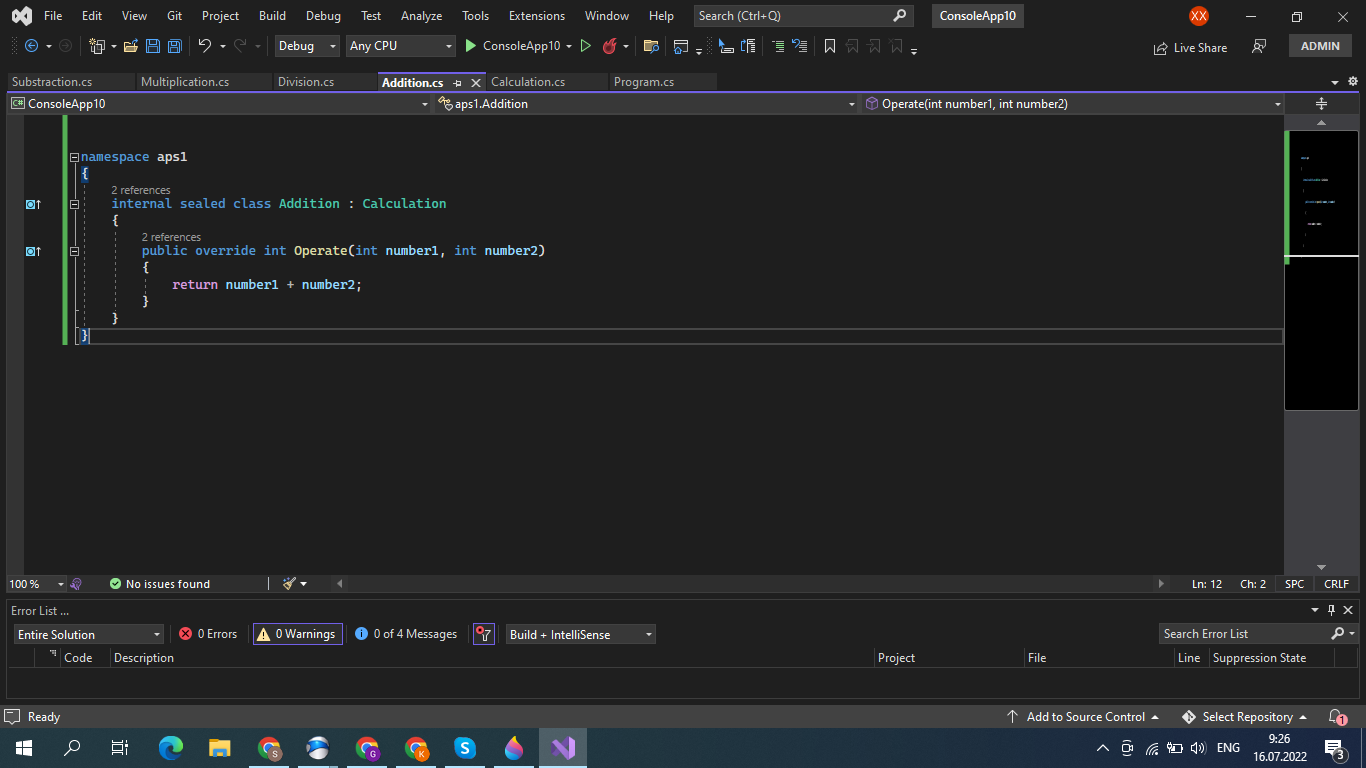 File Edit View Git Project Build Debug Test Analyze Tools Extensions Window Help Search (Ctrl+Q) ConsoleApp10 XX
Debug Any CPU ConsoleApp10 Live Share ADMIN
Substraction.cs Multiplication.cs Division.cs Addition.cs Calculation.cs Program.cs
C# ConsoleApp10 aps1.Addition Operate(int number1, int number2)
namespace aps1
{
2 references
internal sealed class Addition : Calculation
{
2 references
public override int Operate(int number1, int number2)
{
return number1 + number2;
}
}
}
100 % No issues found Ln: 12 Ch: 2 SPC CRLF
Error List ...
Entire Solution 0 Errors 0 Warnings 0 of 4 Messages Build + IntelliSense Search Error List
Code Description Project File Line Suppression State
Ready Add to Source Control Select Repository 1
S G K S ENG 9:26
16.07.2022 3